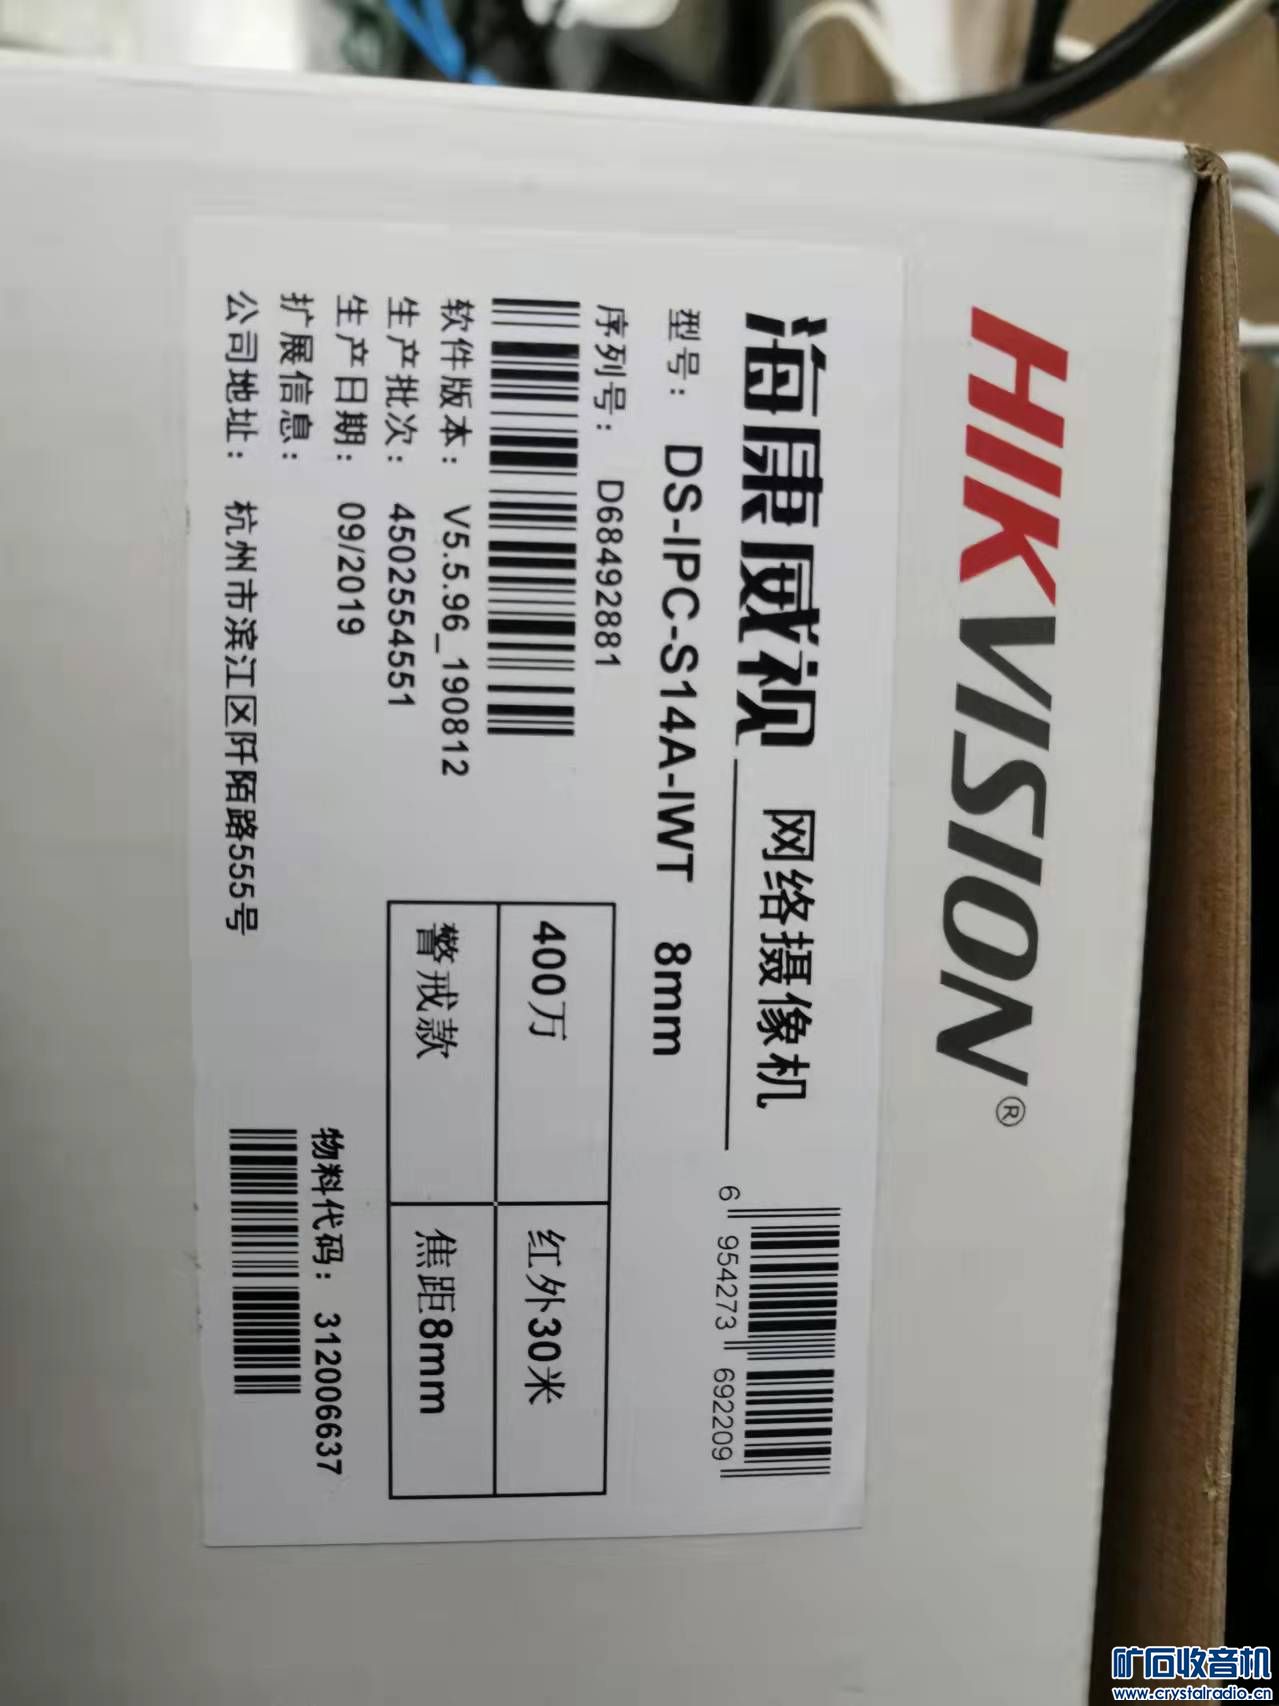 HIKVISION®
海康威视 网络摄像机
6 954273 692209
型号： DS-IPC-S14A-IWT 8mm
序列号： D68492881
400万 红外30米
警戒款 焦距8mm
软件版本： V5.5.96_190812
生产批次： 4502554551
生产日期： 09/2019
扩展信息：
物料代码： 312006637
公司地址： 杭州市滨江区阡陌路555号
矿石收音机
www.crystalradio.cn